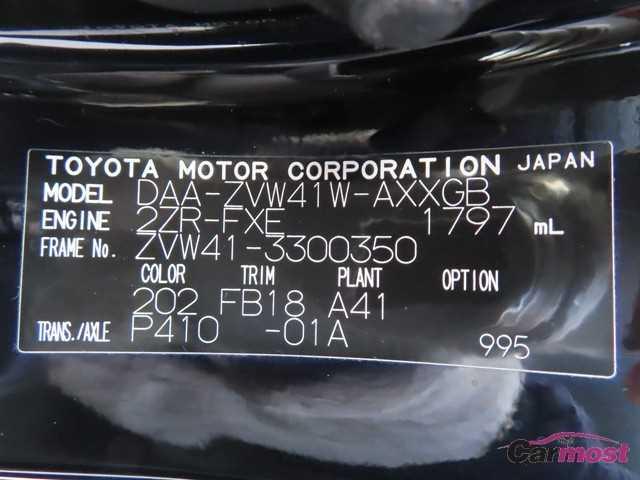 TOYOTA MOTOR CORPORATION JAPAN
MODEL DAA-ZVW41W-AXXGB
ENGINE 2ZR-FXE 1797 mL
FRAME No. ZVW41-3300350
COLOR TRIM PLANT OPTION
202 FB18 A41
TRANS./AXLE P410 -01A 995
Carmost